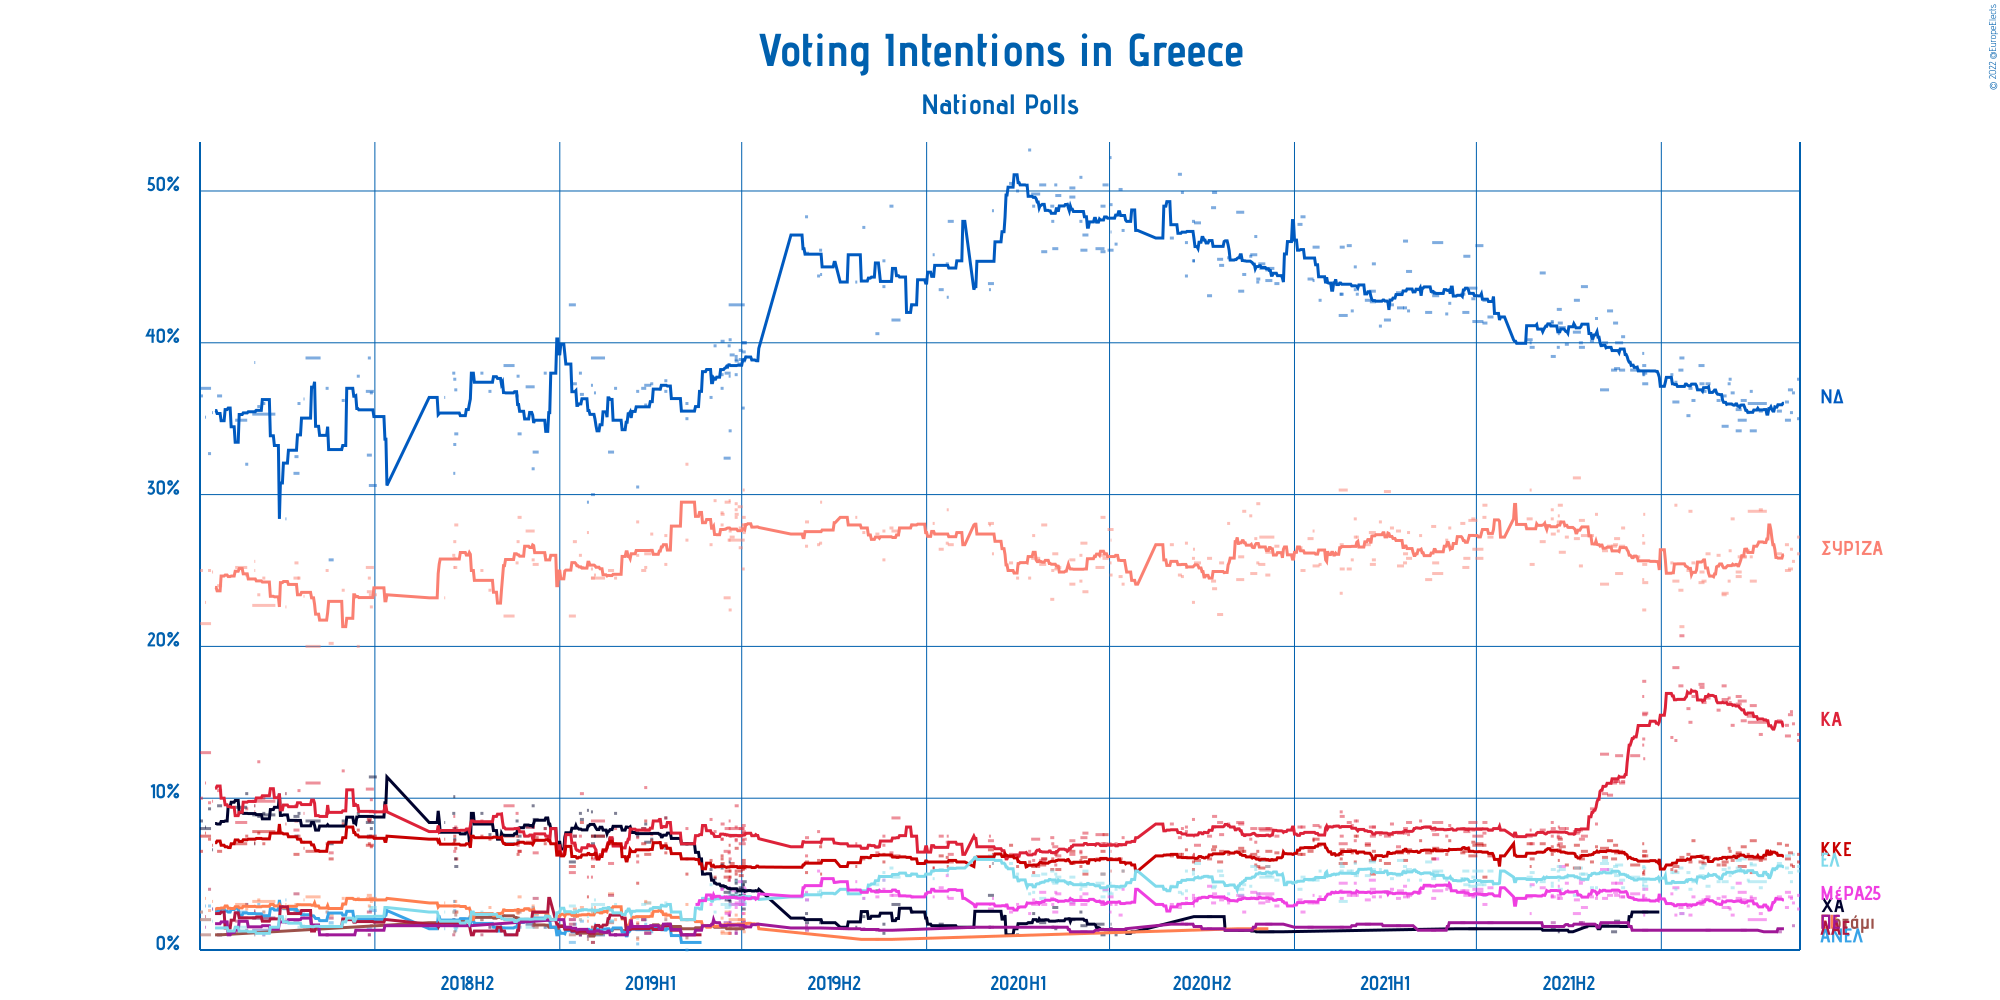 © 2022 @EuropeElects
Voting Intentions in Greece
National Polls
50%
40%
30%
20%
10%
0%
ΝΔ
ΣΥΡΙΖΑ
ΚΑ
ΚΚΕ
ΕΛ
ΜέΡΑ25
ΧΑ
ΑΝΕΛ
2018H2
2019H1
2019H2
2020H1
2020H2
2021H1
2021H2